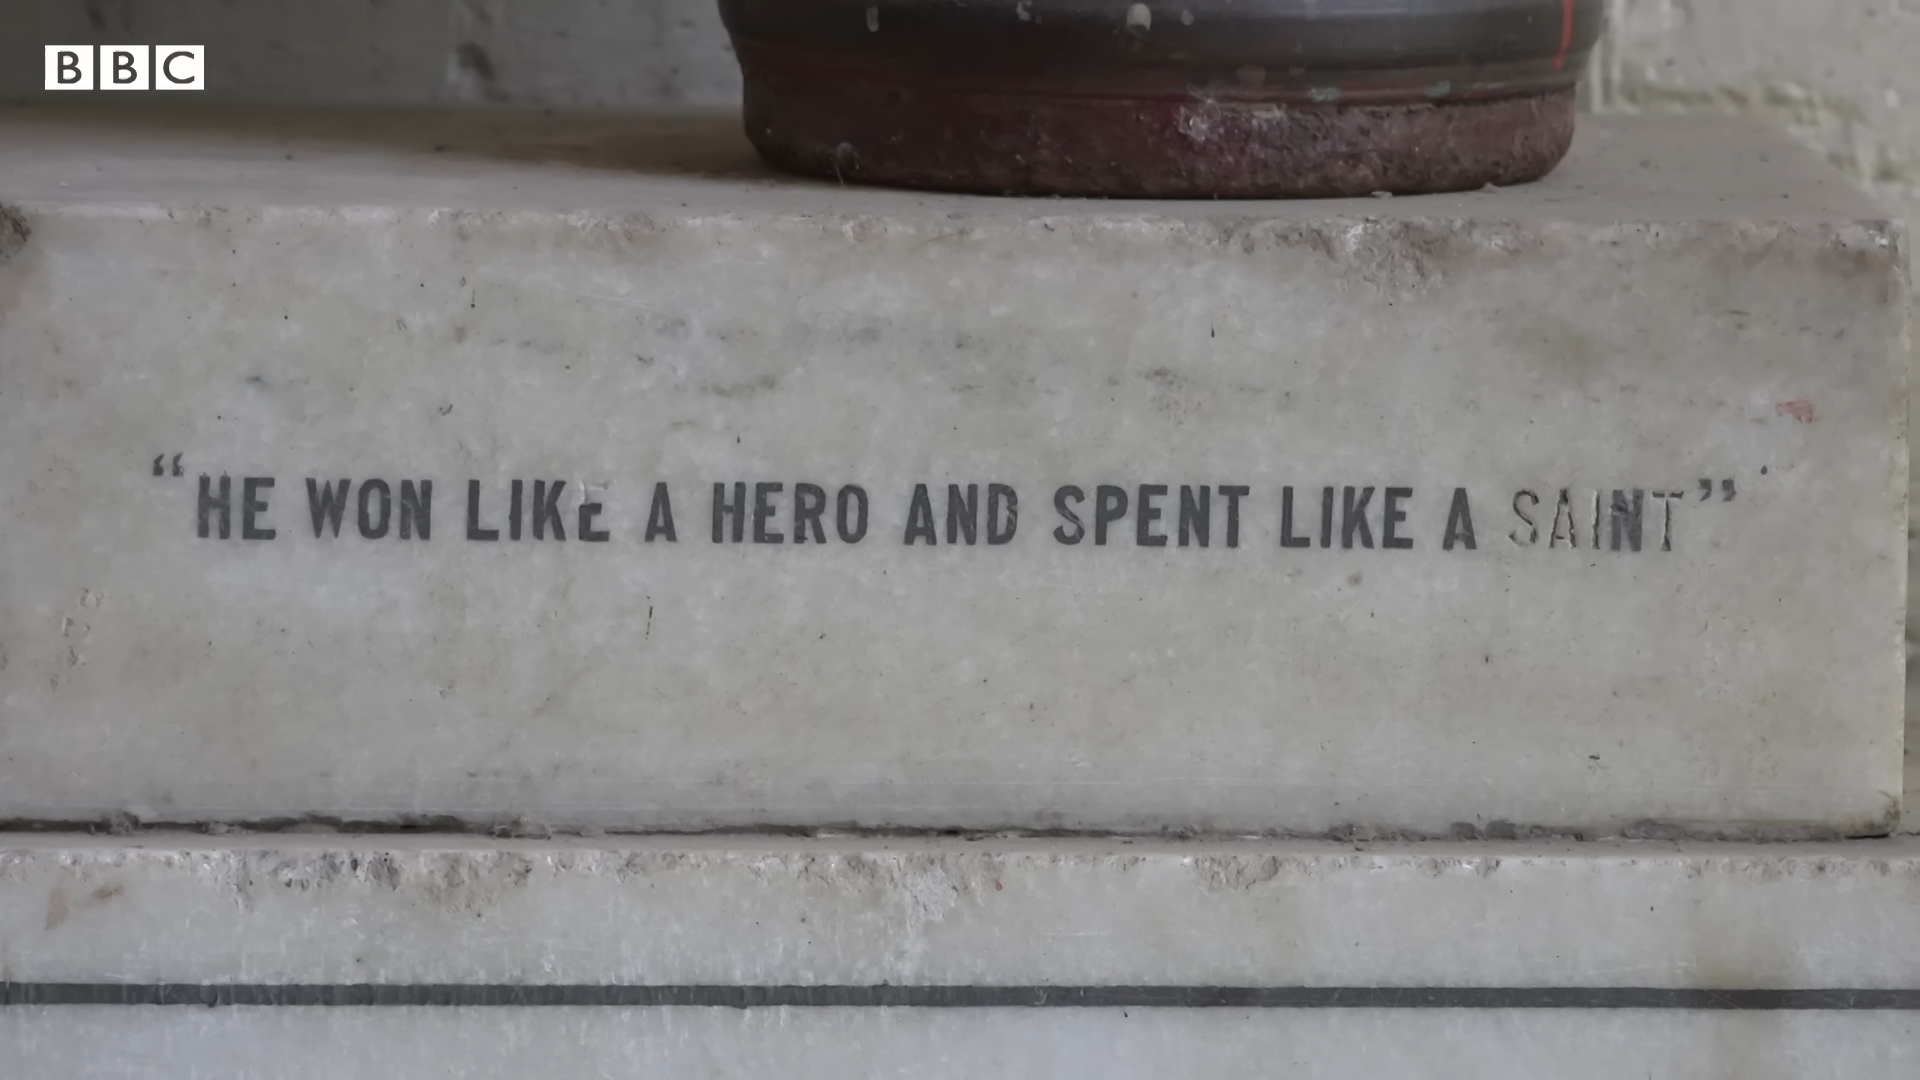 BBC
“HE WON LIKE A HERO AND SPENT LIKE A SAINT”